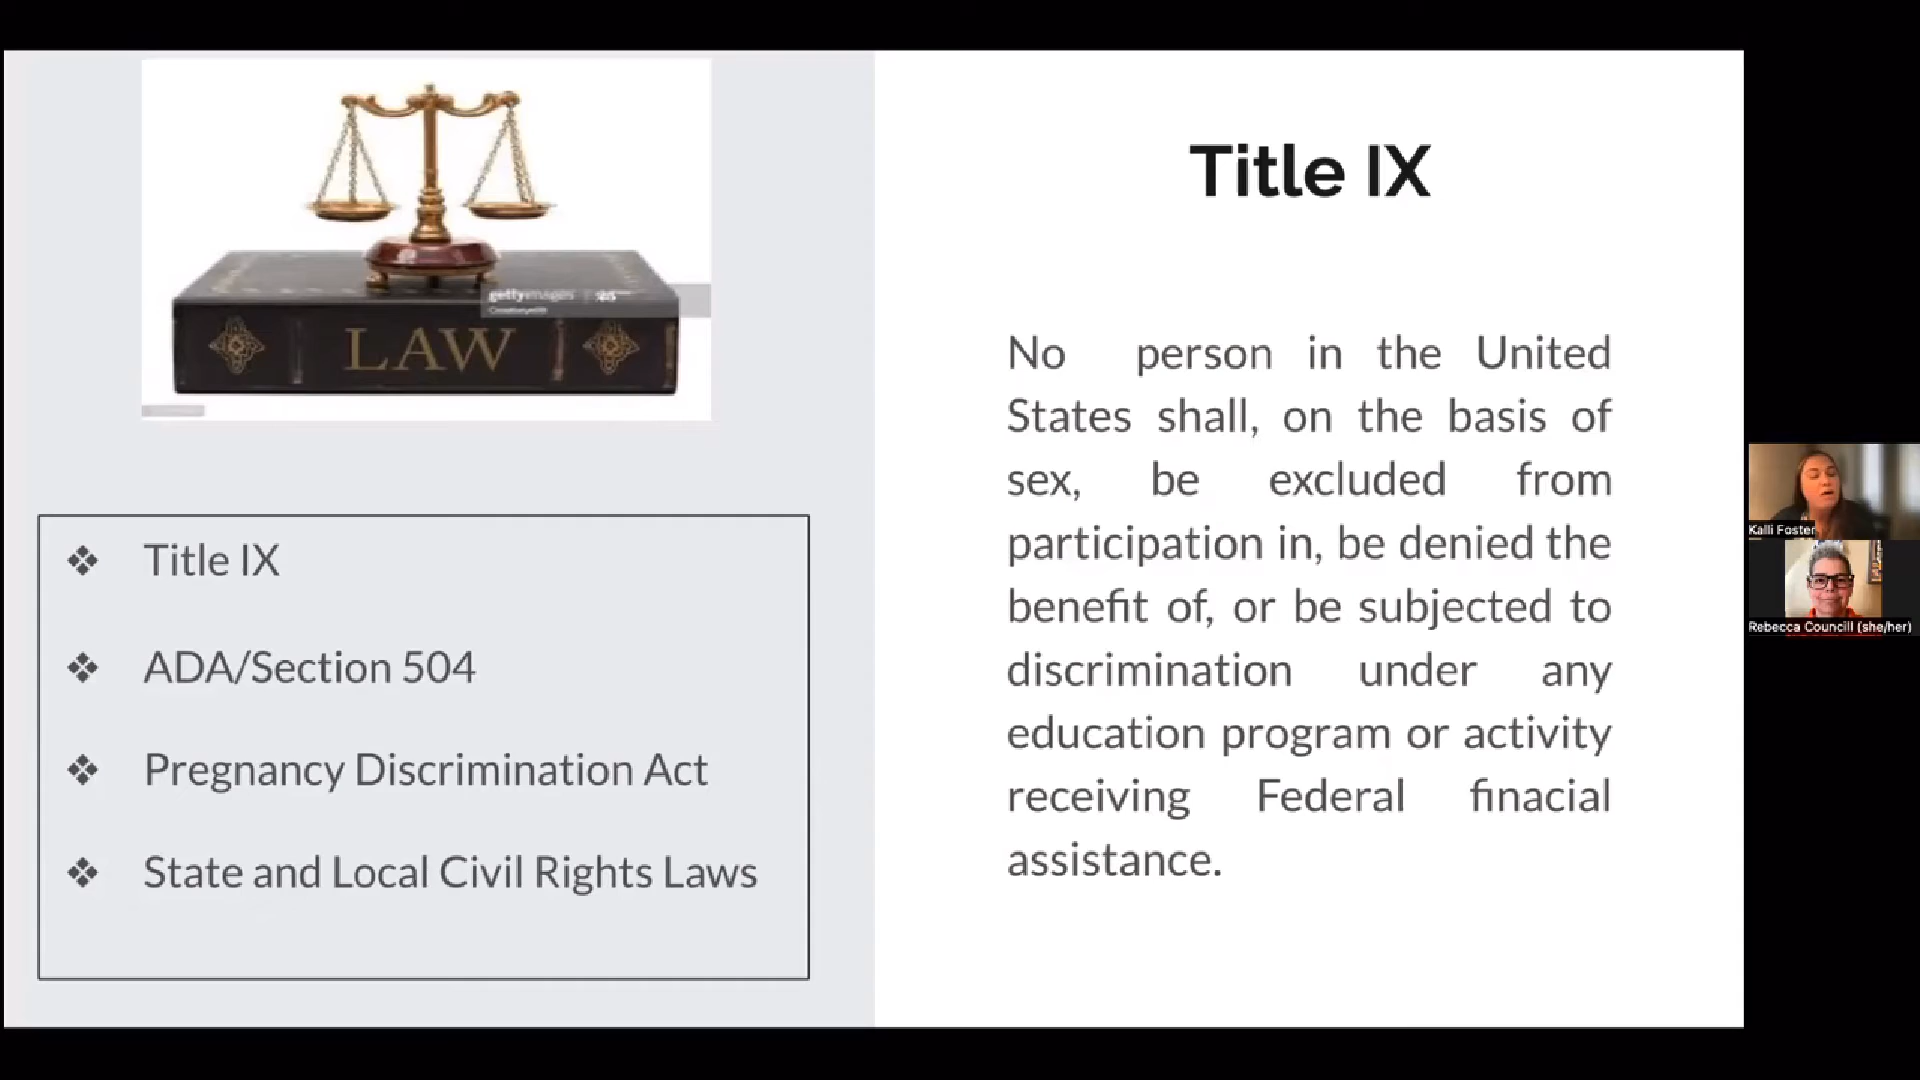 gettyimages
LAW
❖ Title IX
❖ ADA/Section 504
❖ Pregnancy Discrimination Act
❖ State and Local Civil Rights Laws
Title IX
No person in the United
States shall, on the basis of
sex, be excluded from
participation in, be denied the
benefit of, or be subjected to
discrimination under any
education program or activity
receiving Federal finacial
assistance.
Kalli Foster
Rebecca Councill (she/her)